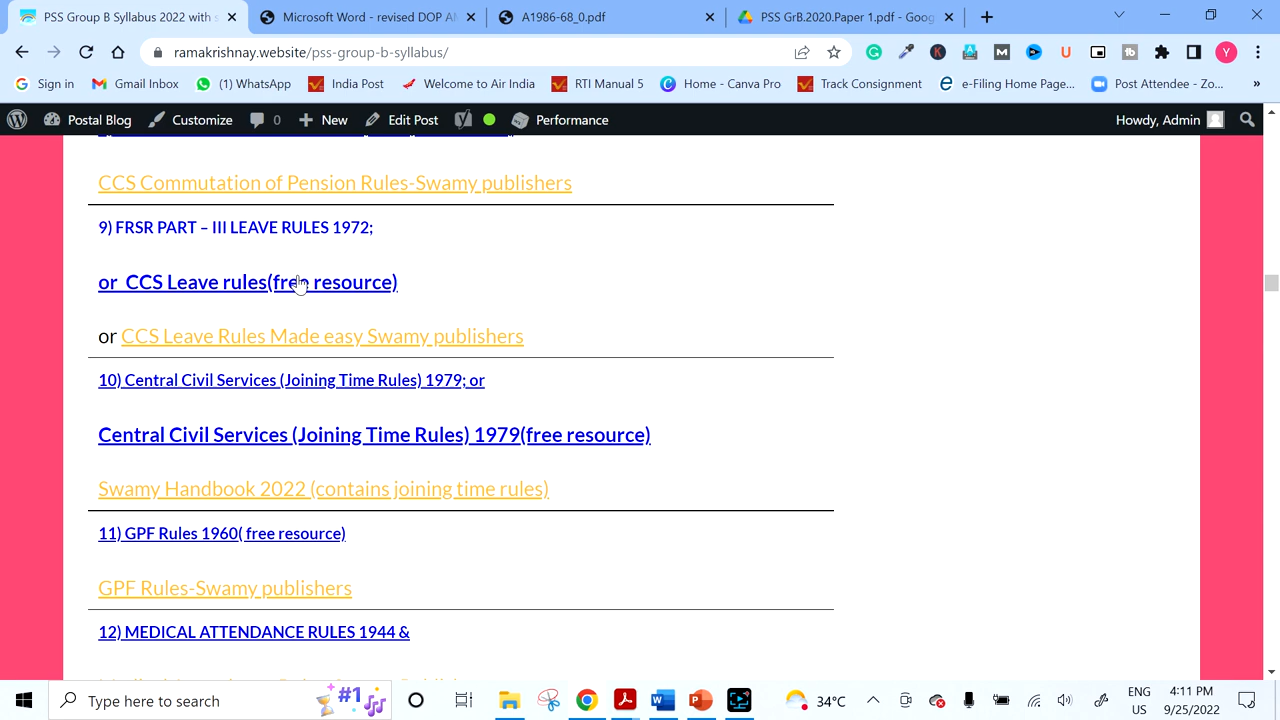 PSS Group B Syllabus 2022 with s
Microsoft Word - revised DOP A
A1986-68_0.pdf
PSS GrB.2020.Paper 1.pdf - Goog
ramakrishnay.website/pss-group-b-syllabus/
Sign in
Gmail Inbox
(1) WhatsApp
India Post
Welcome to Air India
RTI Manual 5
Home - Canva Pro
Track Consignment
e-Filing Home Page...
Post Attendee - Zo...
Postal Blog
Customize
0
New
Edit Post
Performance
Howdy, Admin
CCS Commutation of Pension Rules-Swamy publishers
9) FRSR PART – III LEAVE RULES 1972;
or CCS Leave rules(free resource)
or CCS Leave Rules Made easy Swamy publishers
10) Central Civil Services (Joining Time Rules) 1979; or
Central Civil Services (Joining Time Rules) 1979(free resource)
Swamy Handbook 2022 (contains joining time rules)
11) GPF Rules 1960( free resource)
GPF Rules-Swamy publishers
12) MEDICAL ATTENDANCE RULES 1944 &
Type here to search
#1
34°C
ENG
US
4:11 PM
9/25/2022